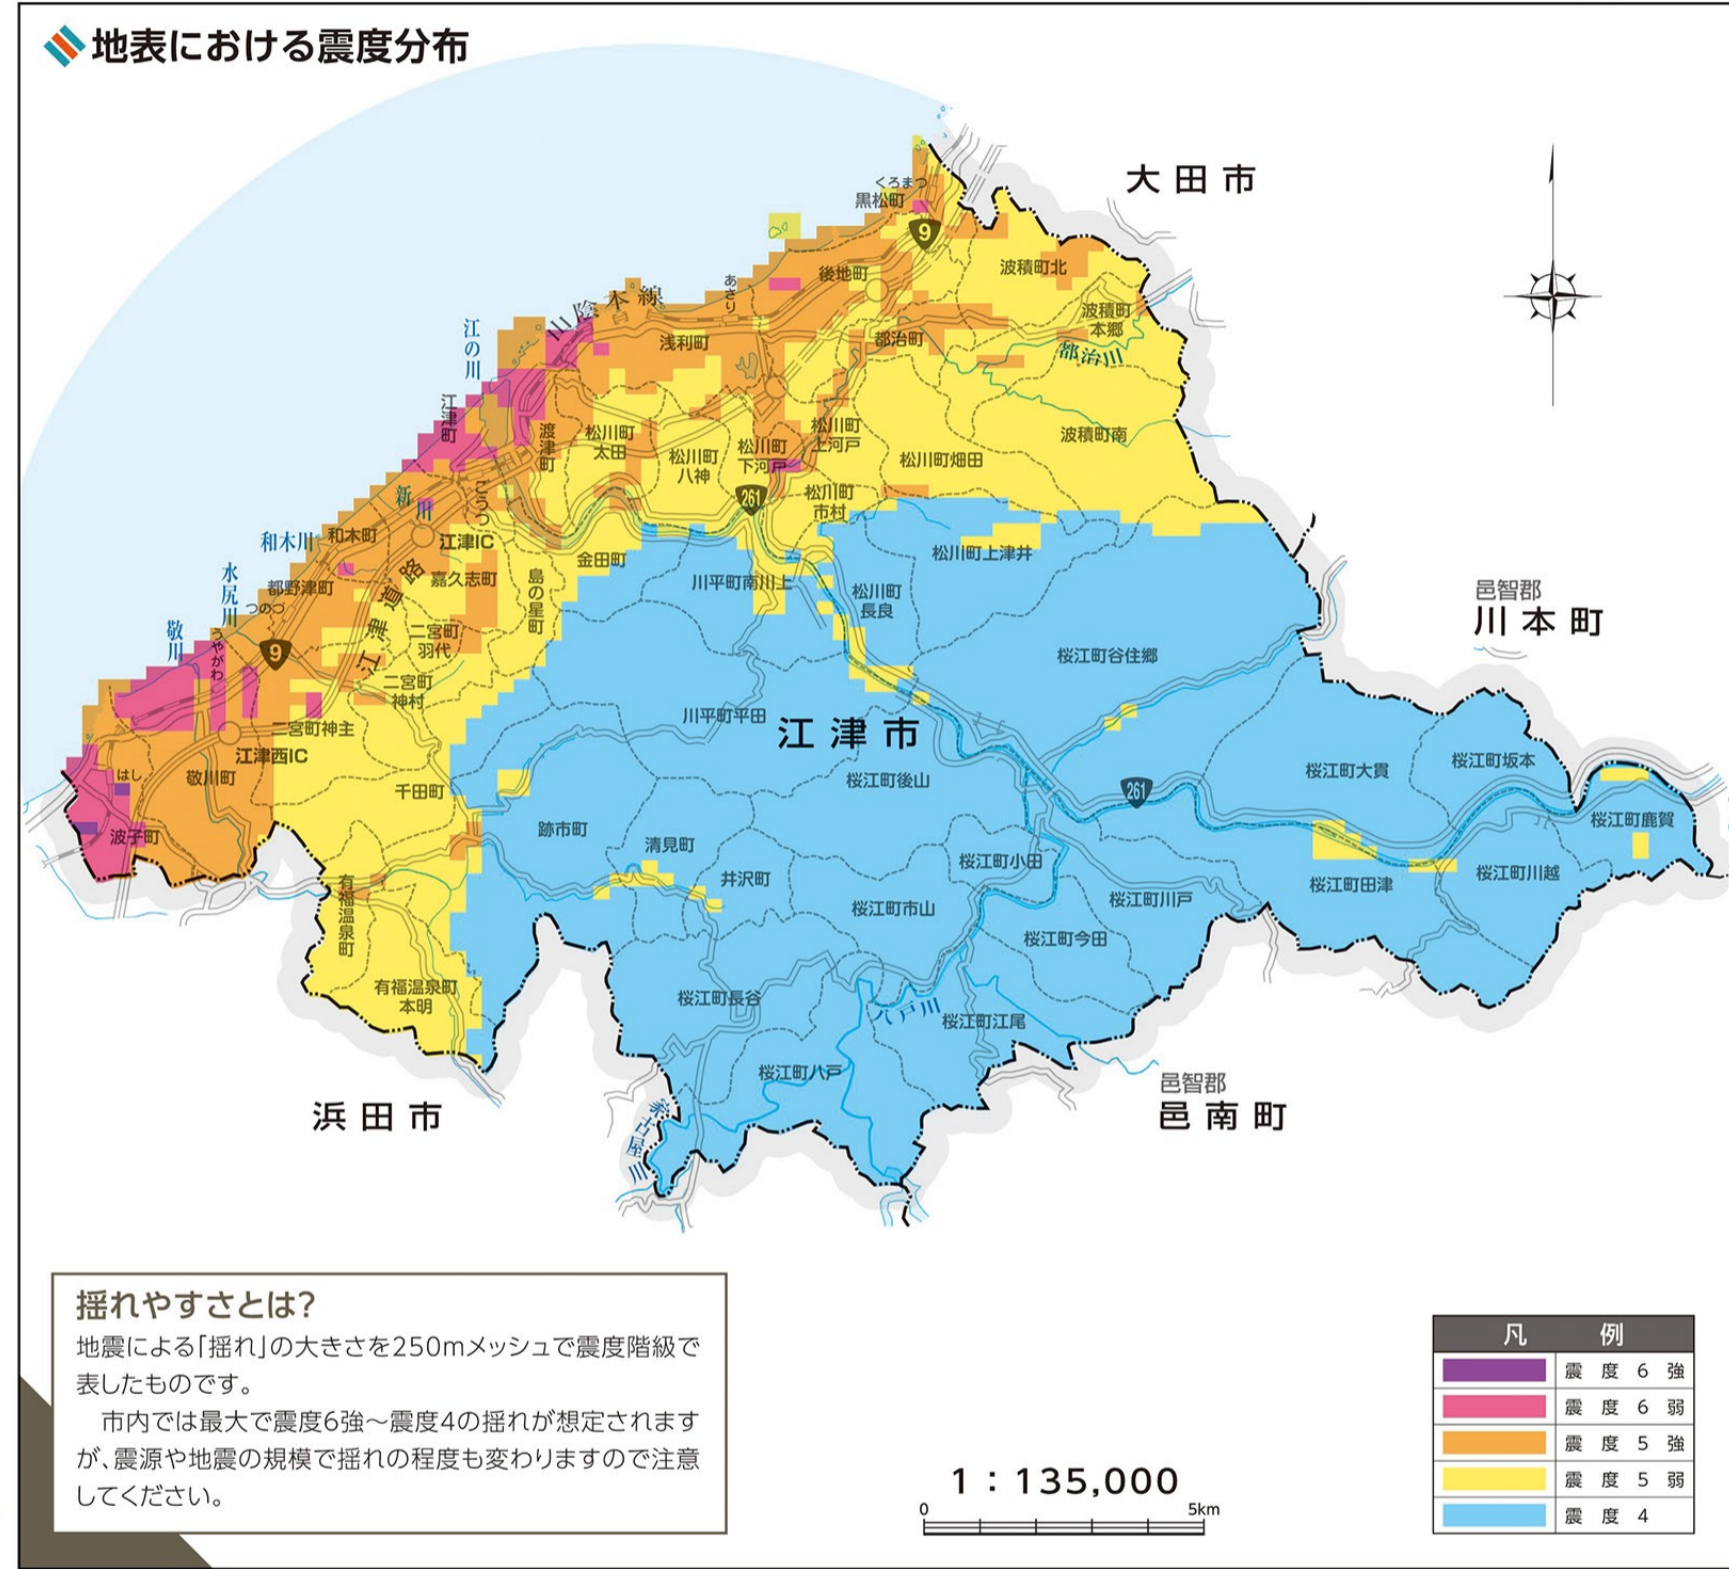 地表における震度分布
大田市
くろまつ
黒松町
9
後地町
波積町北
あさり
山陰本線
波積町
本郷
江の川
浅利町
都治町
都治川
江津町
渡津町
松川町
太田
松川町
八神
松川町
下河戸
松川町
上河戸
松川町畑田
波積町南
261
松川町
市村
新川
ごうつ
和木川
和木町
江津IC
金田町
松川町上津井
水尻川
都野津町
嘉久志町
島の星町
川平町南川上
松川町
長良
邑智郡
川本町
つのづ
敬川
うやがわ
9
江津道路
二宮町
羽代
桜江町谷住郷
二宮町
神村
川平町平田
江津市
二宮町神主
江津西IC
はし
敬川町
千田町
桜江町後山
桜江町大貫
桜江町坂本
261
波子町
跡市町
清見町
桜江町鹿賀
桜江町小田
井沢町
桜江町田津
桜江町川越
有福温泉町
桜江町市山
桜江町川戸
桜江町今田
有福温泉町
本明
桜江町長谷
八戸川
桜江町江尾
桜江町八戸
浜田市
家古屋川
邑智郡
邑南町
揺れやすさとは?
地震による「揺れ」の大きさを250mメッシュで震度階級で
表したものです。
　市内では最大で震度6強～震度4の揺れが想定されます
が、震源や地震の規模で揺れの程度も変わりますので注意
してください。
1：135,000
0 5km
凡　例
震度6強
震度6弱
震度5強
震度5弱
震度4